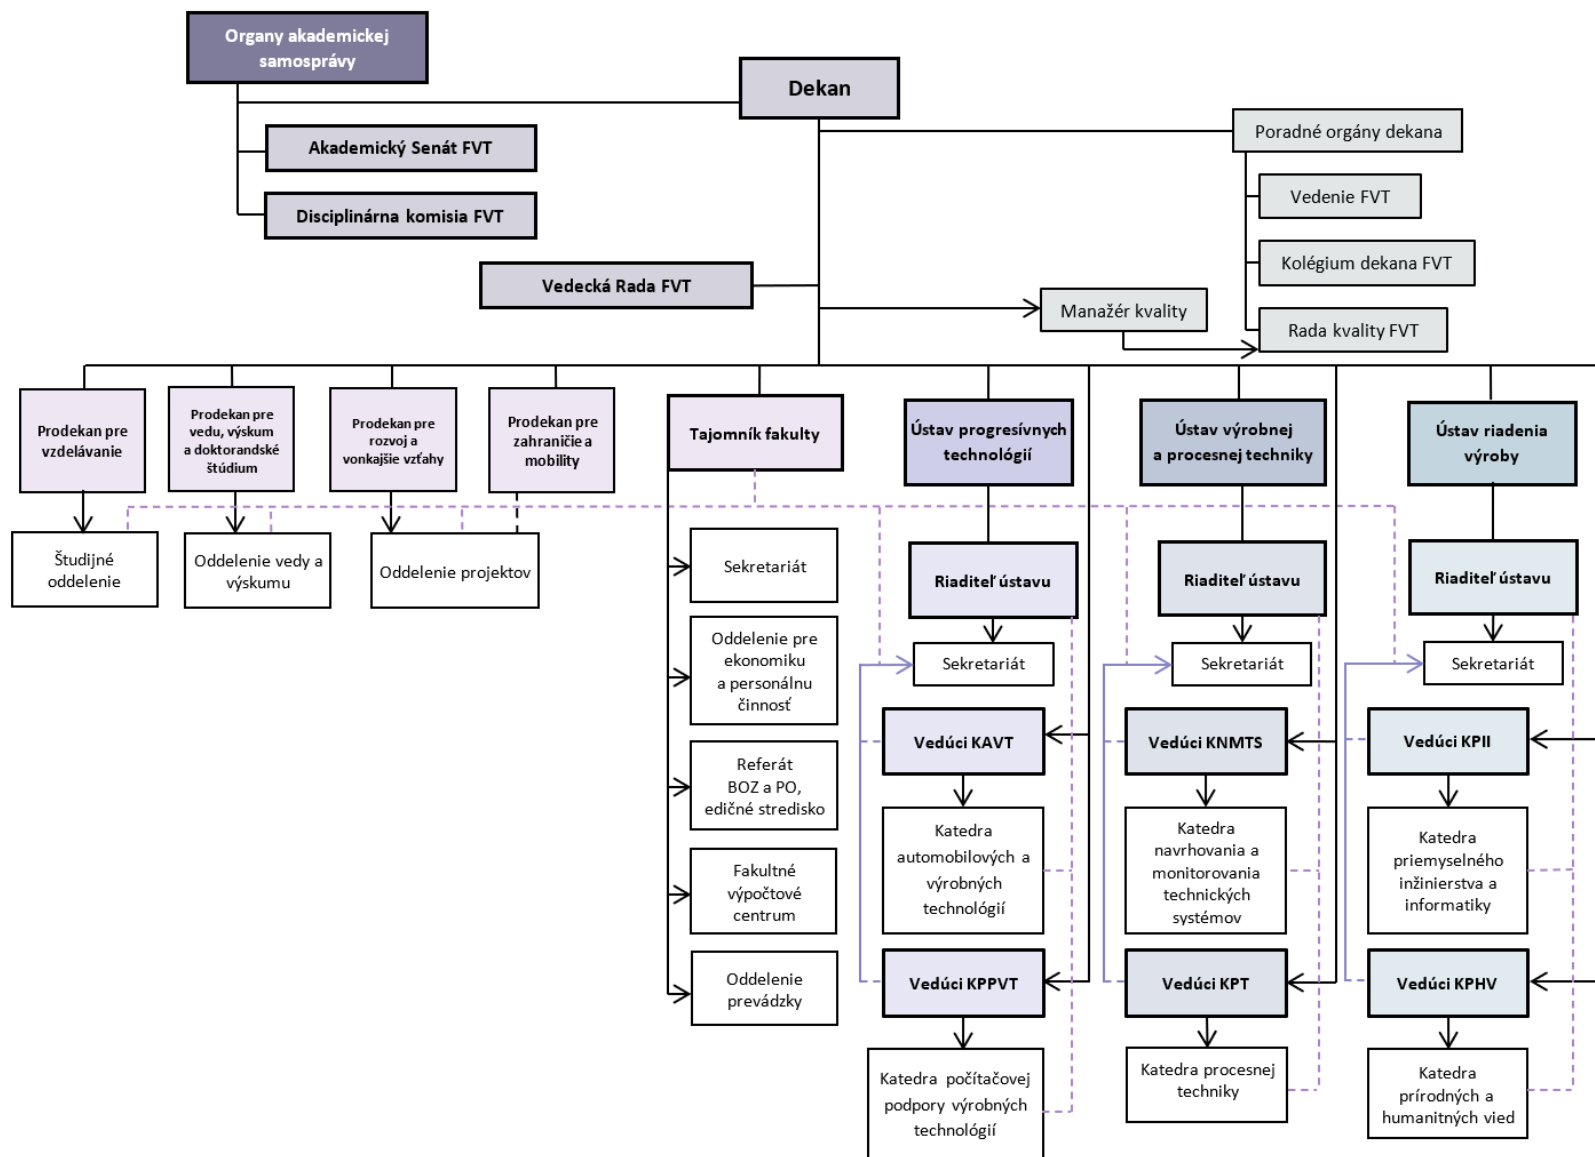 Organy akademickej
samosprávy
Dekan
Poradné orgány dekana
Akademický Senát FVT
Vedenie FVT
Disciplinárna komisia FVT
Kolégium dekana FVT
Vedecká Rada FVT
Manažér kvality
Rada kvality FVT
Prodekan pre
vzdelávanie
Prodekan pre
vedu, výskum
a doktorandské
štúdium
Prodekan pre
rozvoj a
vonkajšie vzťahy
Prodekan pre
zahraničie a
mobility
Tajomník fakulty
Ústav progresívnych
technológií
Ústav výrobnej
a procesnej techniky
Ústav riadenia
výroby
Študijné
oddelenie
Oddelenie vedy a
výskumu
Oddelenie projektov
Sekretariát
Riaditeľ ústavu
Riaditeľ ústavu
Riaditeľ ústavu
Oddelenie pre
ekonomiku
a personálnu
činnosť
Sekretariát
Sekretariát
Sekretariát
Vedúci KAVT
Vedúci KNMTS
Vedúci KPII
Referát
BOZ a PO,
edičné stredisko
Katedra
automobilových a
výrobných
technológií
Katedra
navrhovania a
monitorovania
technických
systémov
Katedra
priemyselného
inžinierstva a
informatiky
Fakultné
výpočtové
centrum
Oddelenie
prevádzky
Vedúci KPPVT
Vedúci KPT
Vedúci KPHV
Katedra počítačovej
podpory výrobných
technológií
Katedra procesnej
techniky
Katedra
prírodných a
humanitných vied